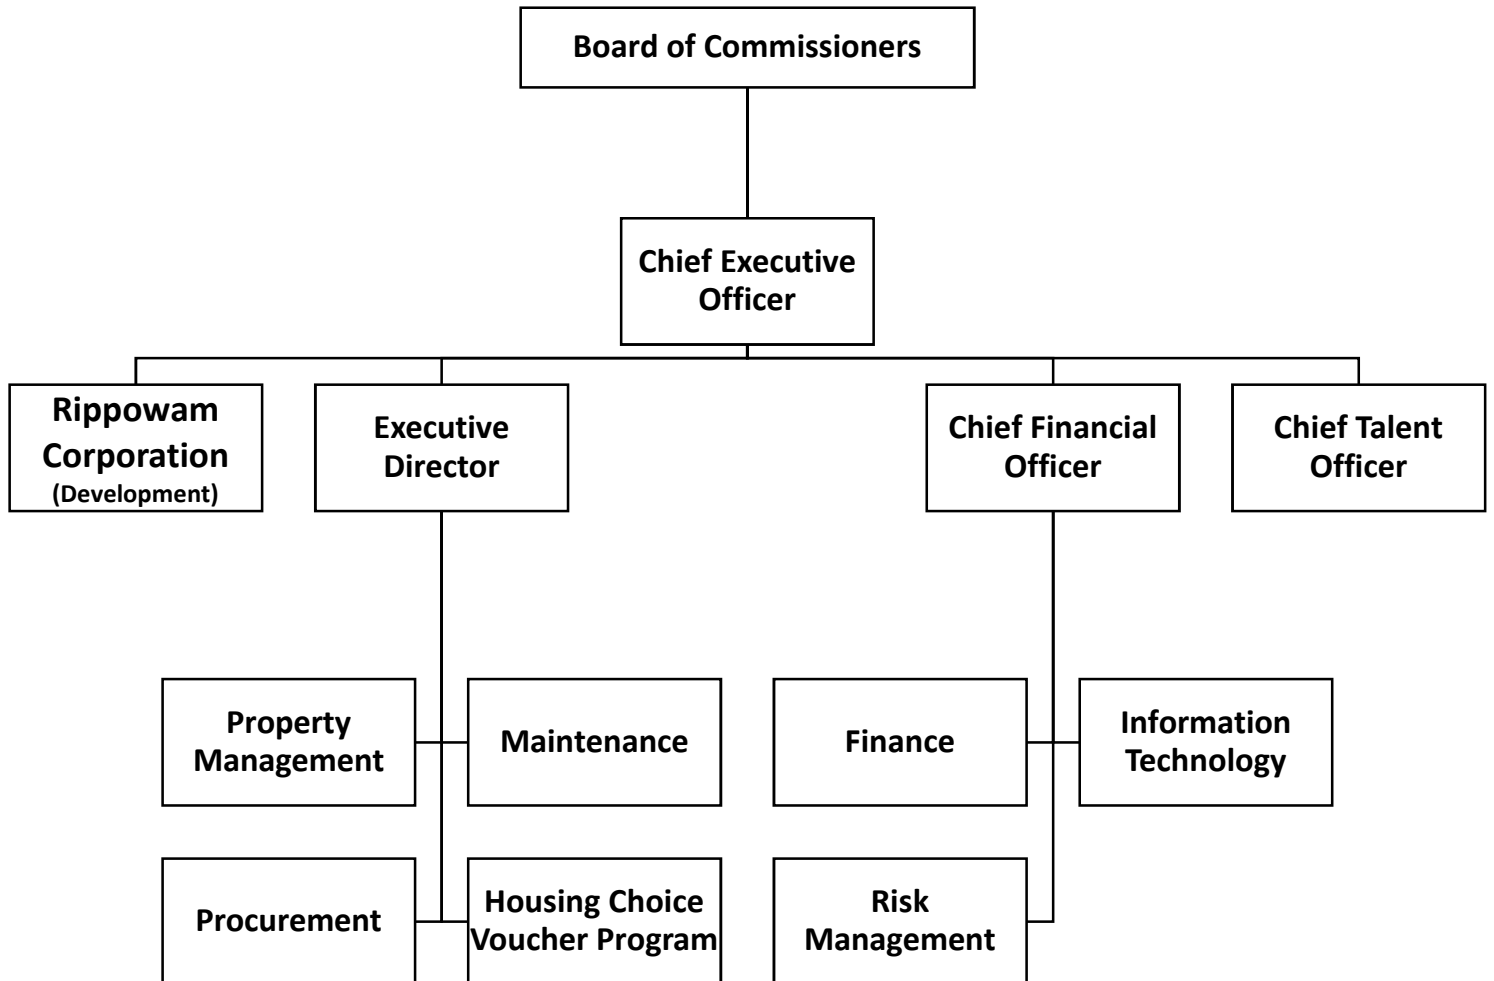 Board of Commissioners
Chief Executive
Officer
Rippowam
Corporation
(Development)
Executive
Director
Chief Financial
Officer
Chief Talent
Officer
Property
Management
Maintenance
Finance
Information
Technology
Procurement
Housing Choice
Voucher Program
Risk
Management